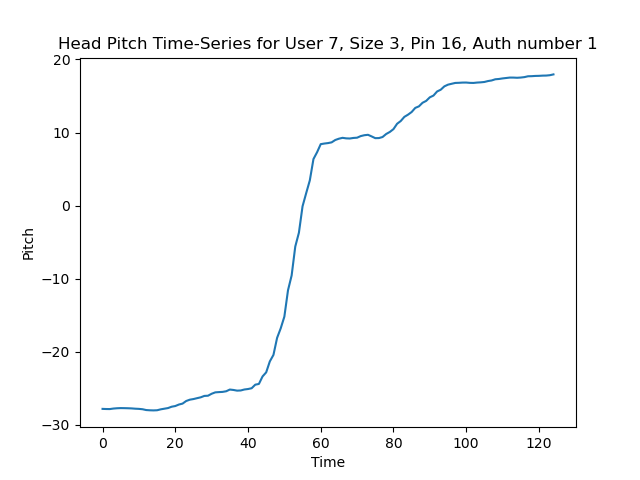 Head Pitch Time-Series for User 7, Size 3, Pin 16, Auth number 1
20
10
0
−10
−20
−30
Pitch
0 20 40 60 80 100 120
Time